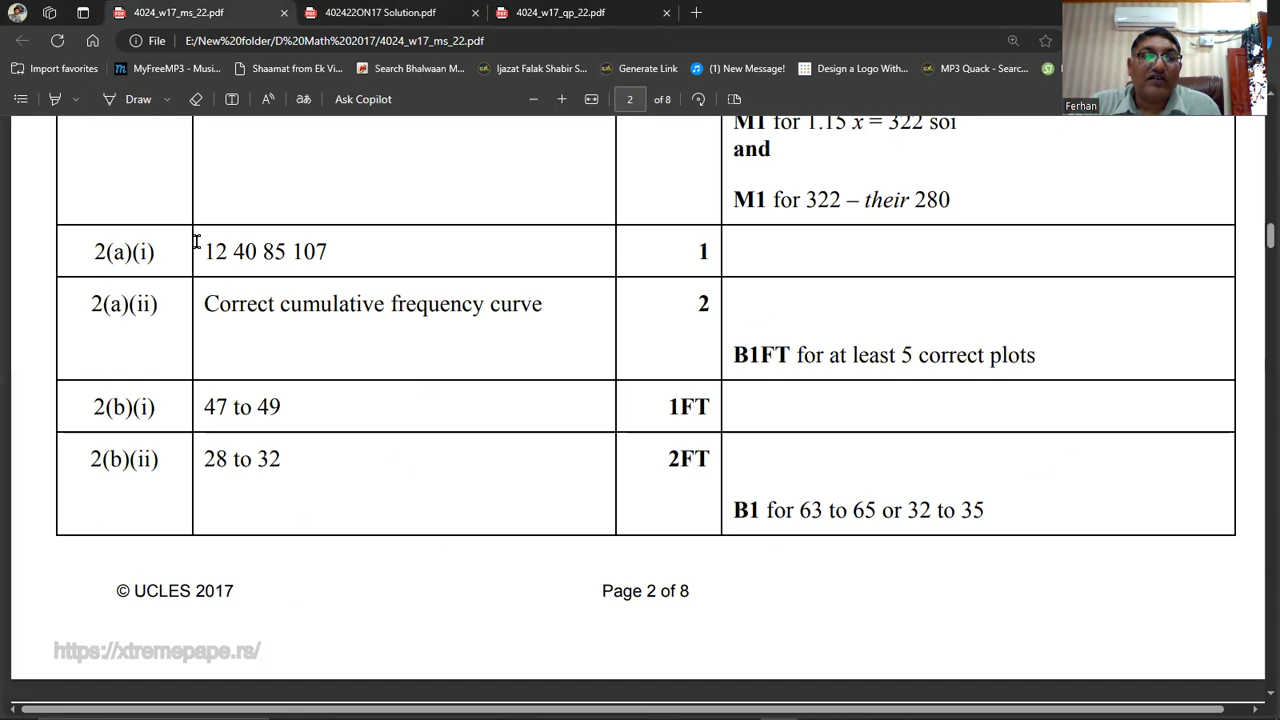 4024_w17_ms_22.pdf
402422ON17 Solution.pdf
4024_w17_qp_22.pdf
File
E:/New%20folder/D%20Math%202017/4024_w17_ms_22.pdf
Import favorites
MyFreeMP3 - Musi...
Shaamat from Ek Vi...
Search Bhalwaan M...
Ijazat Falak Shabir S...
Generate Link
(1) New Message!
Design a Logo With...
MP3 Quack - Searc...
Draw
Ask Copilot
2 of 8
Ferhan
M1 for 1.15 x = 322 soi
and
M1 for 322 – their 280
2(a)(i) 12 40 85 107 1
2(a)(ii) Correct cumulative frequency curve 2
B1FT for at least 5 correct plots
2(b)(i) 47 to 49 1FT
2(b)(ii) 28 to 32 2FT
B1 for 63 to 65 or 32 to 35
© UCLES 2017 Page 2 of 8
https://xtremepape.rs/